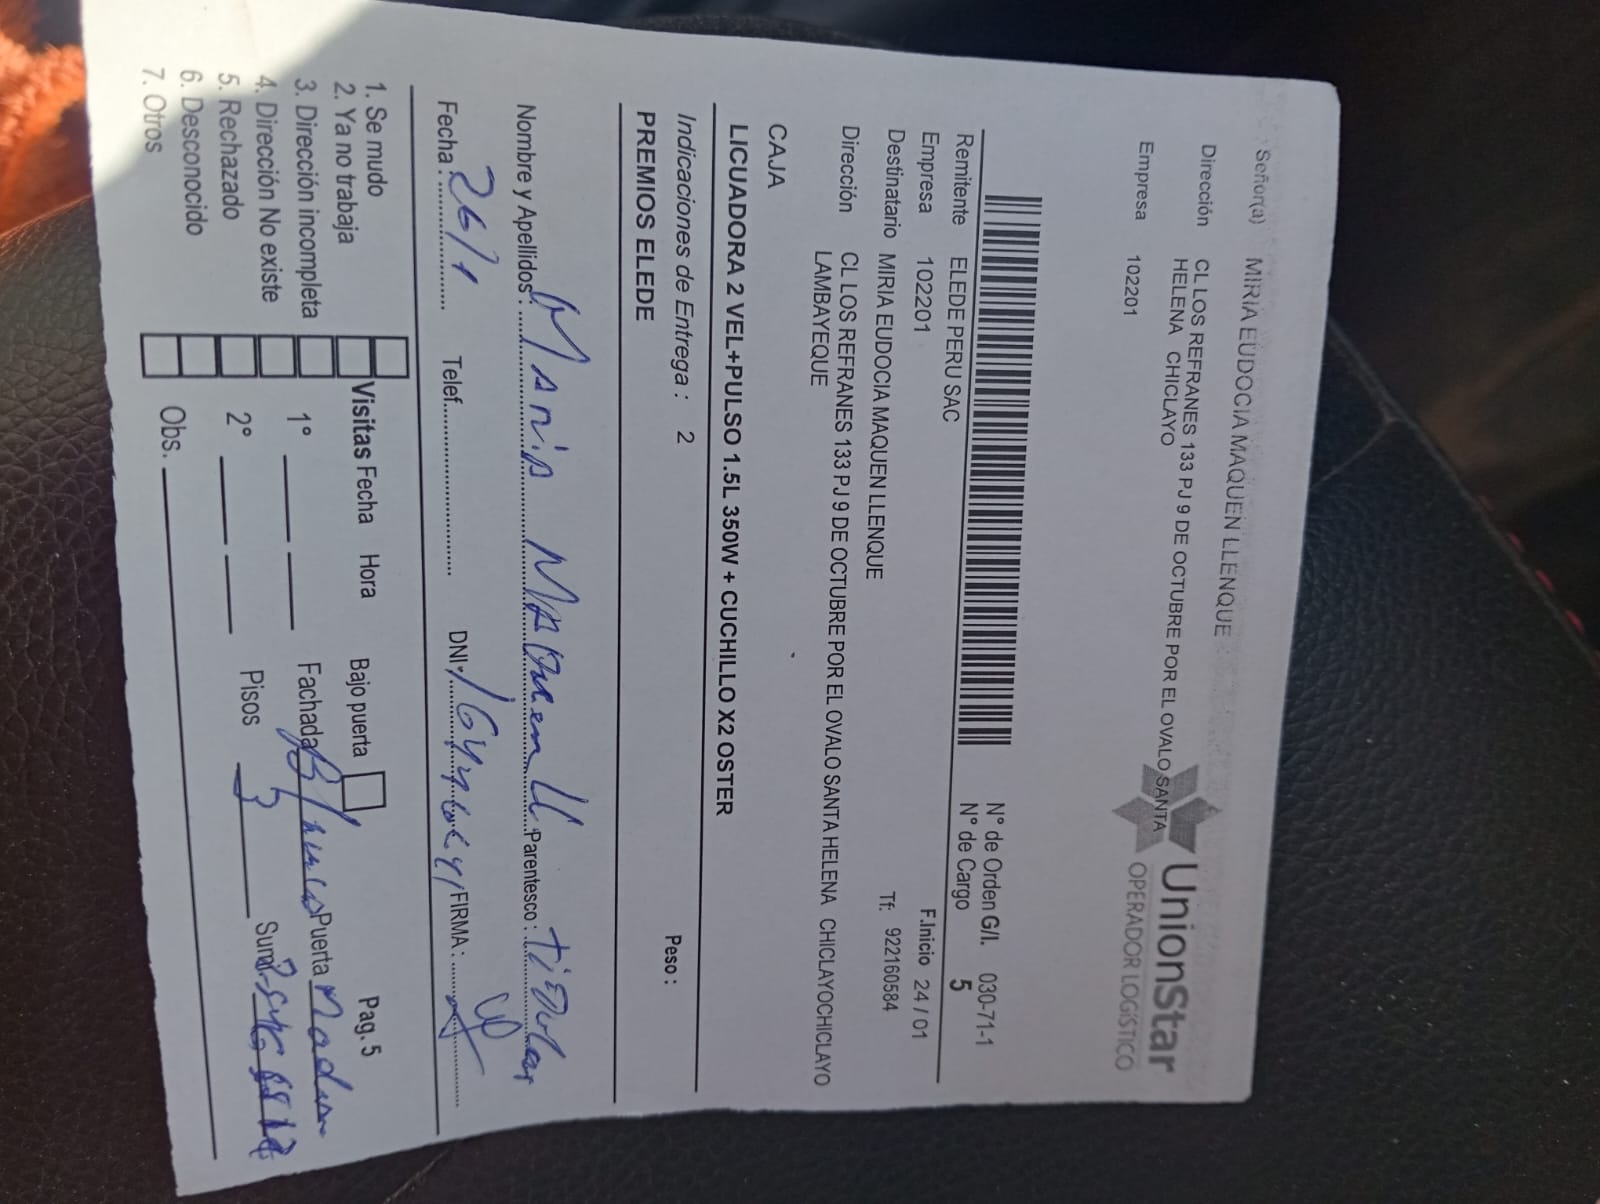 Señor(a) MIRIA EUDOCIA MAQUEN LLENQUE
Dirección CL LOS REFRANES 133 PJ 9 DE OCTUBRE POR EL OVALO SANTA
HELENA CHICLAYO
Empresa 102201
UnionStar
OPERADOR LOGÍSTICO
N° de Orden G/I. 030-71-1
N° de Cargo 5
Remitente ELEDE PERU SAC
Empresa 102201 F.Inicio 24 / 01
Destinatario MIRIA EUDOCIA MAQUEN LLENQUE Tf: 922160584
Dirección CL LOS REFRANES 133 PJ 9 DE OCTUBRE POR EL OVALO SANTA HELENA CHICLAYOCHICLAYO
LAMBAYEQUE
CAJA
LICUADORA 2 VEL+PULSO 1.5L 350W + CUCHILLO X2 OSTER
Indicaciones de Entrega : 2 Peso :
PREMIOS ELEDE
Nombre y Apellidos : Maria Maquen Ll Parentesco : titular
Fecha : 26/1 Telef. DNI FIRMA :
1. Se mudo
2. Ya no trabaja Visitas Fecha Hora Bajo puerta Pag. 5
3. Dirección incompleta 1° Fachada Blanco Puerta Madera
4. Dirección No existe
5. Rechazado 2° Pisos 3 Sumi.
6. Desconocido
7. Otros Obs.